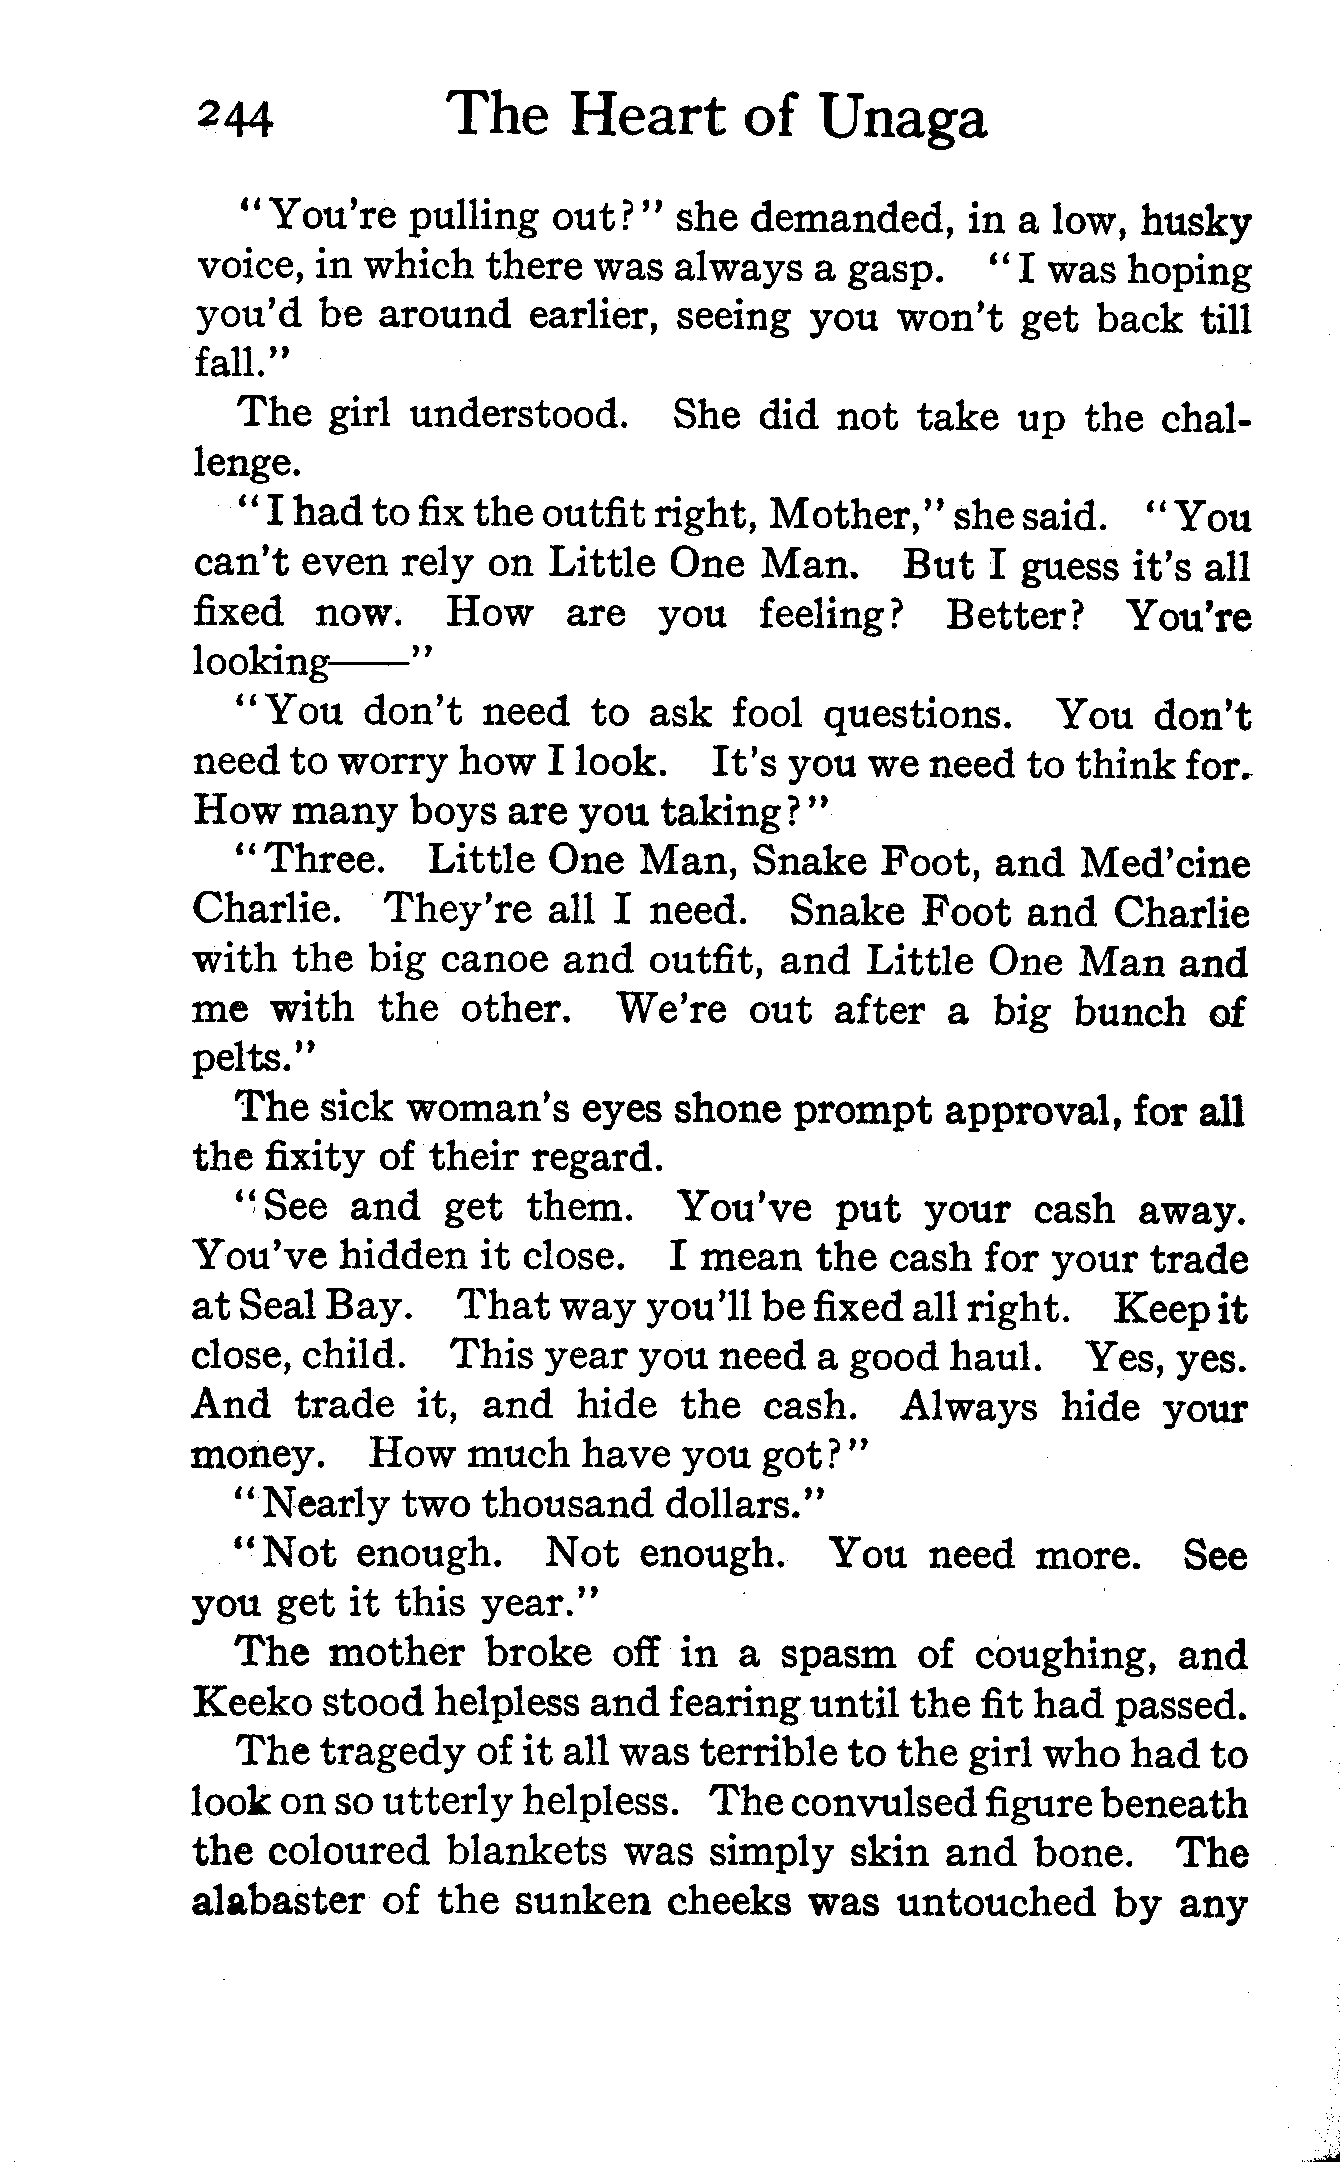 244 The Heart of Unaga
"You're pulling out?" she demanded, in a low, husky
voice, in which there was always a gasp. "I was hoping
you'd be around earlier, seeing you won't get back till
fall."
The girl understood. She did not take up the chal-
lenge.
"I had to fix the outfit right, Mother," she said. "You
can't even rely on Little One Man. But I guess it's all
fixed now. How are you feeling? Better? You're
looking——"
"You don't need to ask fool questions. You don't
need to worry how I look. It's you we need to think for.
How many boys are you taking?"
"Three. Little One Man, Snake Foot, and Med'cine
Charlie. They're all I need. Snake Foot and Charlie
with the big canoe and outfit, and Little One Man and
me with the other. We're out after a big bunch of
pelts."
The sick woman's eyes shone prompt approval, for all
the fixity of their regard.
"See and get them. You've put your cash away.
You've hidden it close. I mean the cash for your trade
at Seal Bay. That way you'll be fixed all right. Keep it
close, child. This year you need a good haul. Yes, yes.
And trade it, and hide the cash. Always hide your
money. How much have you got?"
"Nearly two thousand dollars."
"Not enough. Not enough. You need more. See
you get it this year."
The mother broke off in a spasm of coughing, and
Keeko stood helpless and fearing until the fit had passed.
The tragedy of it all was terrible to the girl who had to
look on so utterly helpless. The convulsed figure beneath
the coloured blankets was simply skin and bone. The
alabaster of the sunken cheeks was untouched by any